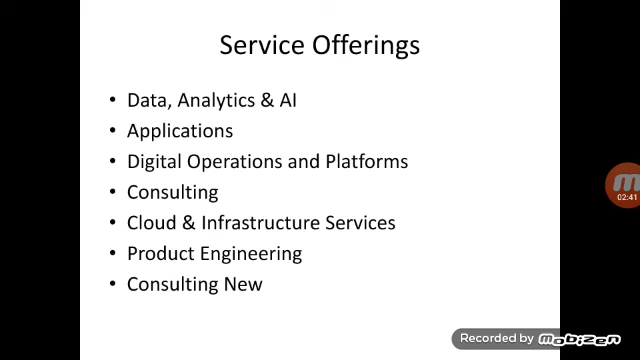 Service Offerings
• Data, Analytics & AI
• Applications
• Digital Operations and Platforms
• Consulting
• Cloud & Infrastructure Services
• Product Engineering
• Consulting New
02:41
Recorded by mobizen